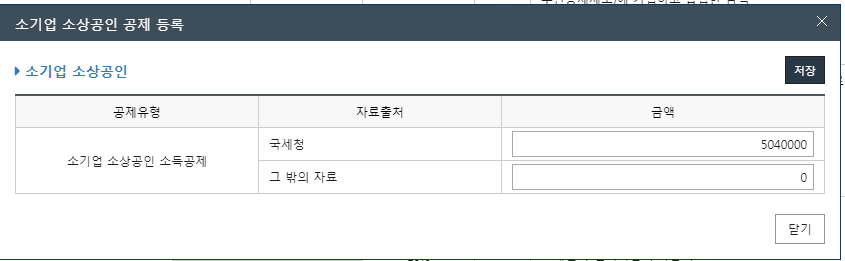 소기업 소상공인 공제 등록
소기업 소상공인
저장
공제유형 자료출처 금액
소기업 소상공인 소득공제
국세청 5040000
그 밖의 자료 0
닫기